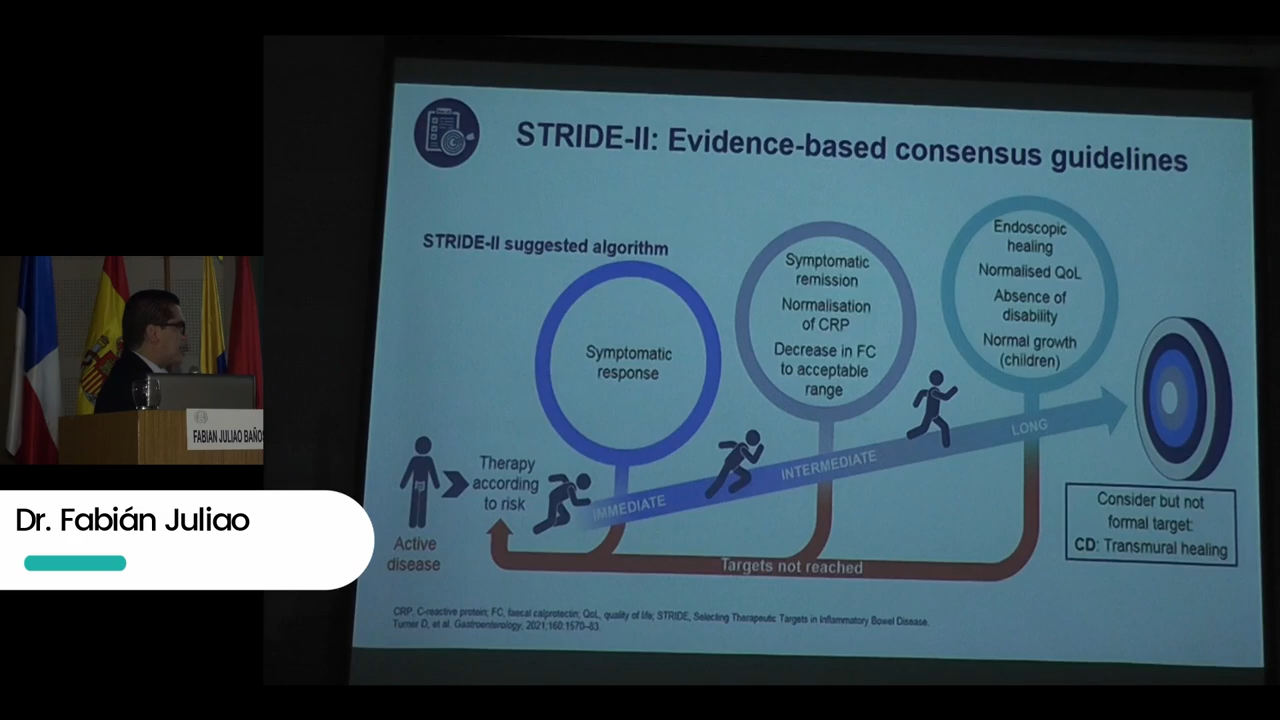 STRIDE-II: Evidence-based consensus guidelines
STRIDE-II suggested algorithm
Symptomatic
response
Symptomatic
remission
Normalisation
of CRP
Decrease in FC
to acceptable
range
Endoscopic
healing
Normalised QoL
Absence of
disability
Normal growth
(children)
Therapy
according
to risk
IMMEDIATE
INTERMEDIATE
LONG
Active
disease
Targets not reached
Consider but not
formal target:
CD: Transmural healing
CRP, C-reactive protein; FC, faecal calprotectin; QoL, quality of life; STRIDE, Selecting Therapeutic Targets in Inflammatory Bowel Disease.
Turner D, et al. Gastroenterology. 2021;160:1570–83.
FABIAN JULIAO BAÑOS
Dr. Fabián Juliao